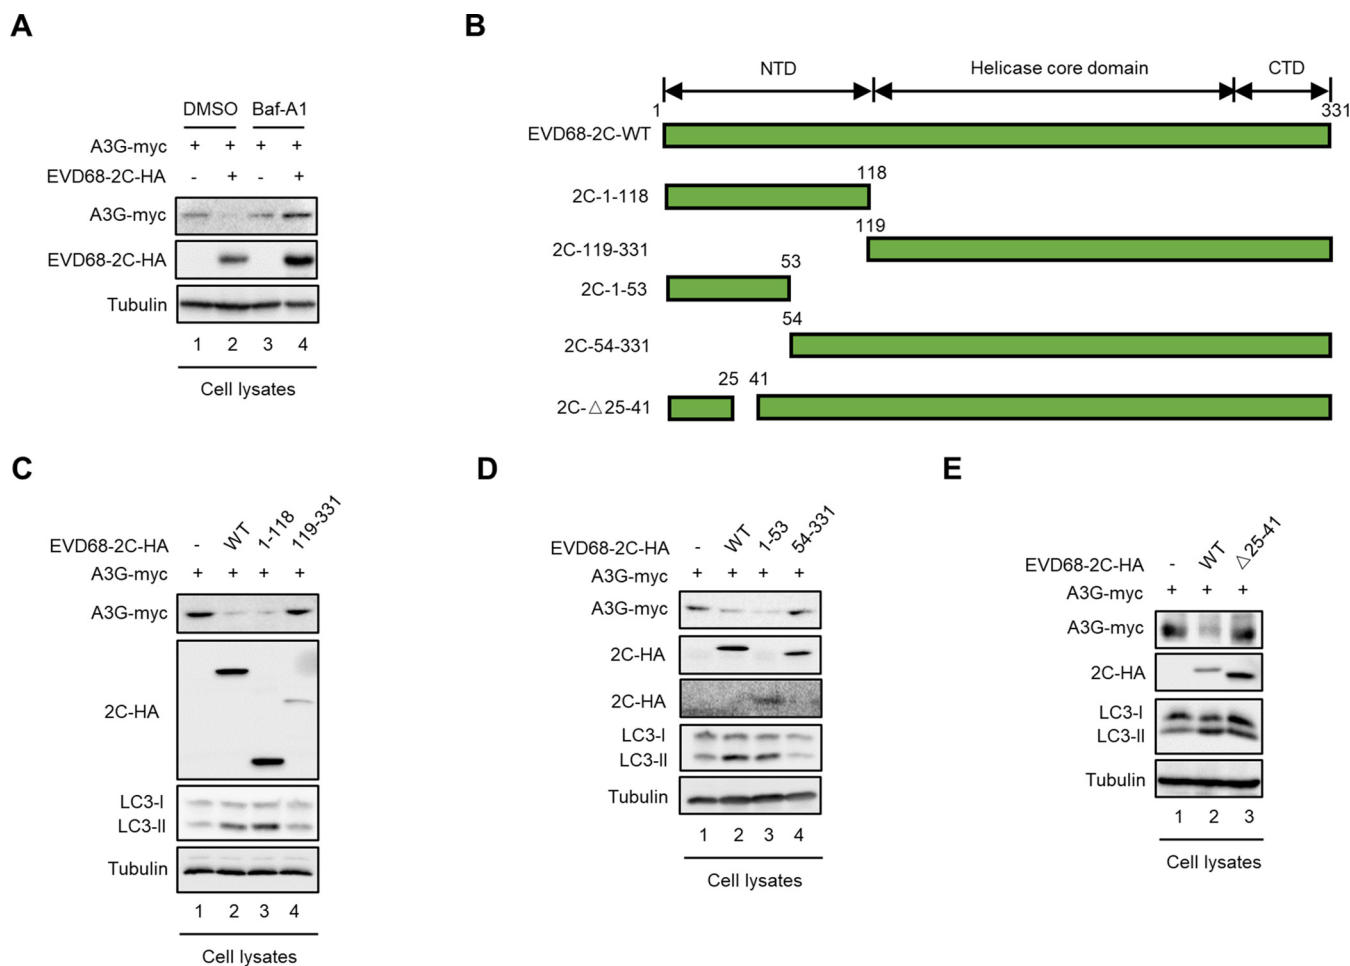 A
DMSO Baf-A1
A3G-myc + + + +
EVD68-2C-HA - + - +
A3G-myc
EVD68-2C-HA
Tubulin
1 2 3 4
Cell lysates
B
NTD Helicase core domain CTD
1 331
EVD68-2C-WT
118
2C-1-118
119
2C-119-331
53
2C-1-53
54
2C-54-331
25 41
2C-△25-41
C
EVD68-2C-HA - WT 1-118 119-331
A3G-myc + + + +
A3G-myc
2C-HA
LC3-I
LC3-II
Tubulin
1 2 3 4
Cell lysates
D
EVD68-2C-HA - WT 1-53 54-331
A3G-myc + + + +
A3G-myc
2C-HA
2C-HA
LC3-I
LC3-II
Tubulin
1 2 3 4
Cell lysates
E
EVD68-2C-HA - WT △25-41
A3G-myc + + +
A3G-myc
2C-HA
LC3-I
LC3-II
Tubulin
1 2 3
Cell lysates